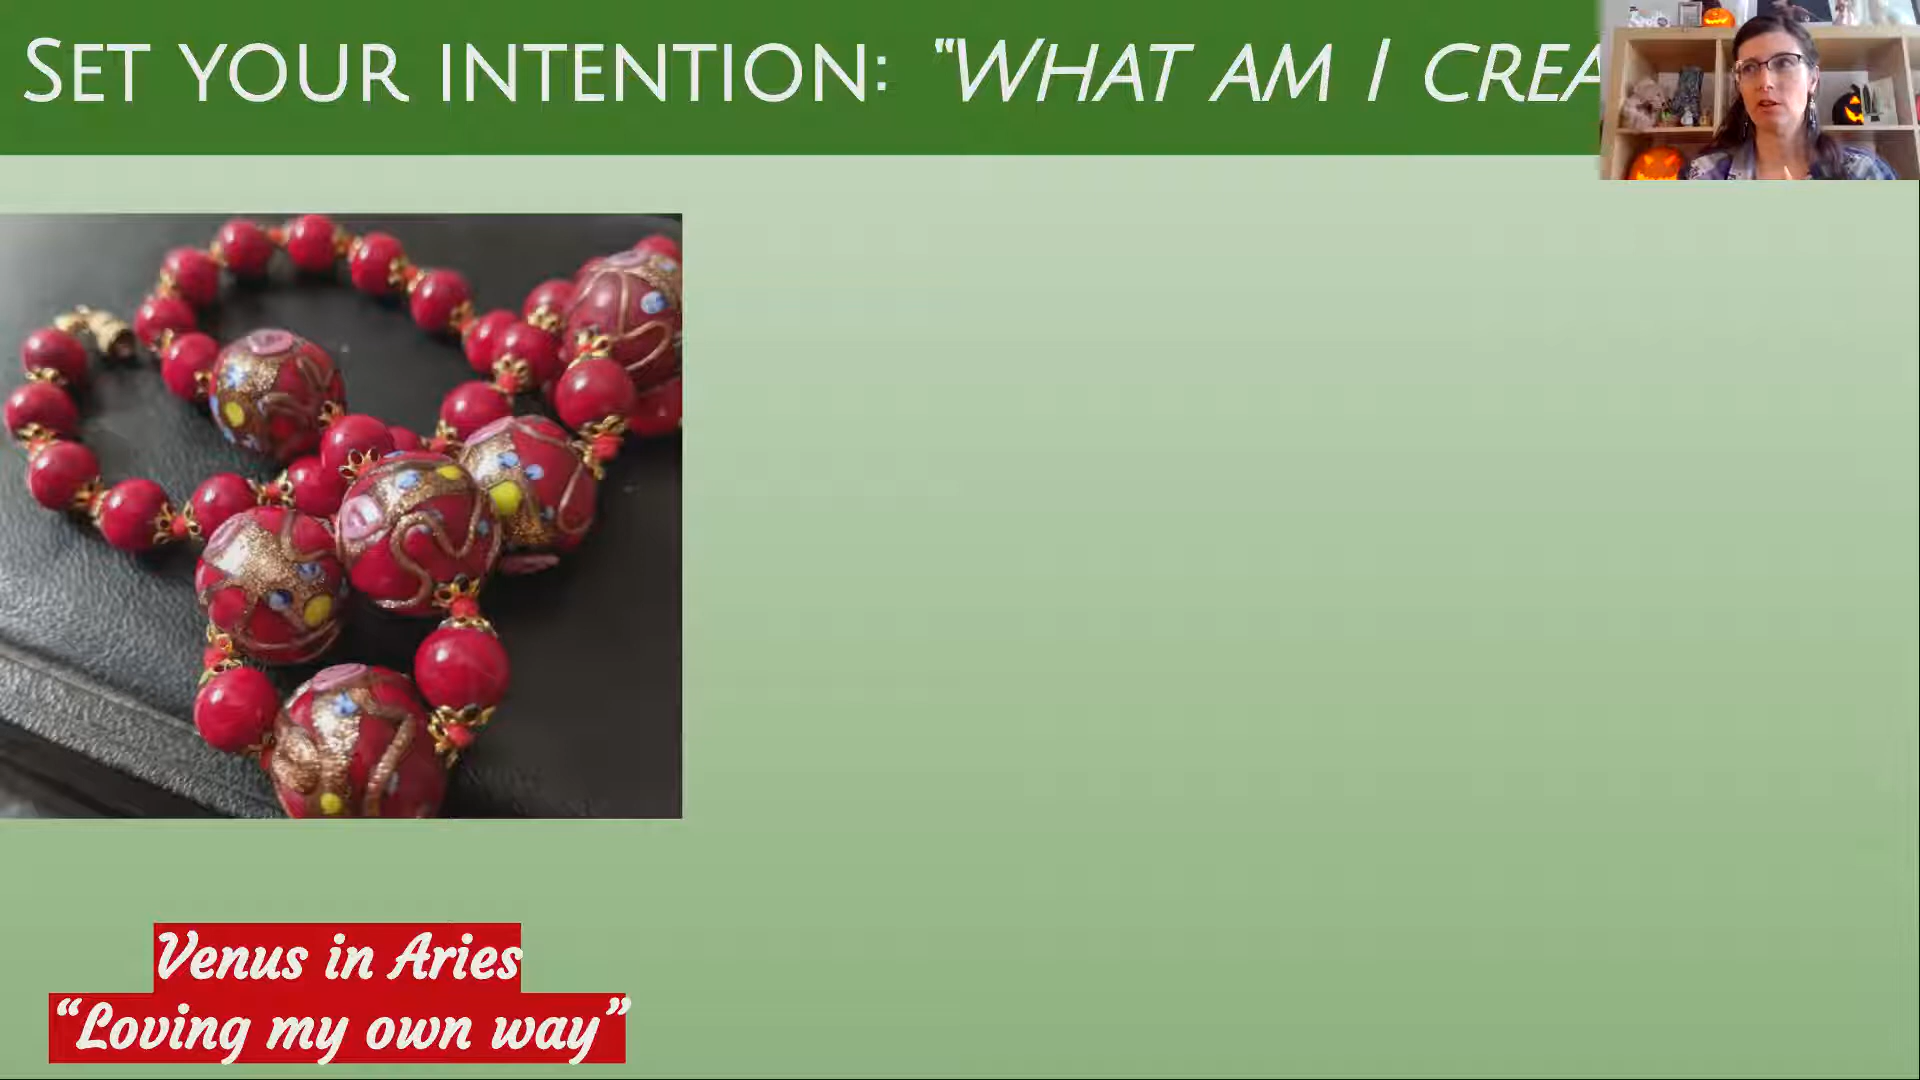 SET YOUR INTENTION: "WHAT AM I CREA
Venus in Aries
“Loving my own way”